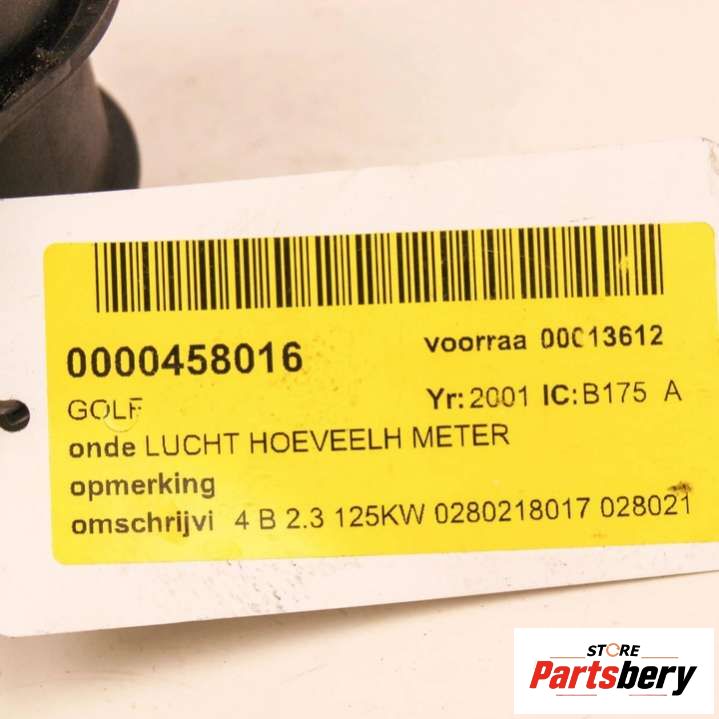 0000458016 voorraa 00013612
GOLF Yr: 2001 IC: B175 A
onde LUCHT HOEVEELH METER
opmerking
omschrijvi 4 B 2.3 125KW 0280218017 028021
STORE
Partsbery